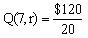 Q(7,r) = $120
20